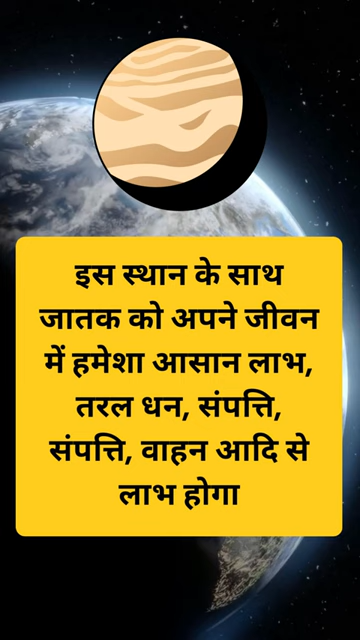 इस स्थान के साथ
जातक को अपने जीवन
में हमेशा आसान लाभ,
तरल धन, संपत्ति,
संपत्ति, वाहन आदि से
लाभ होगा